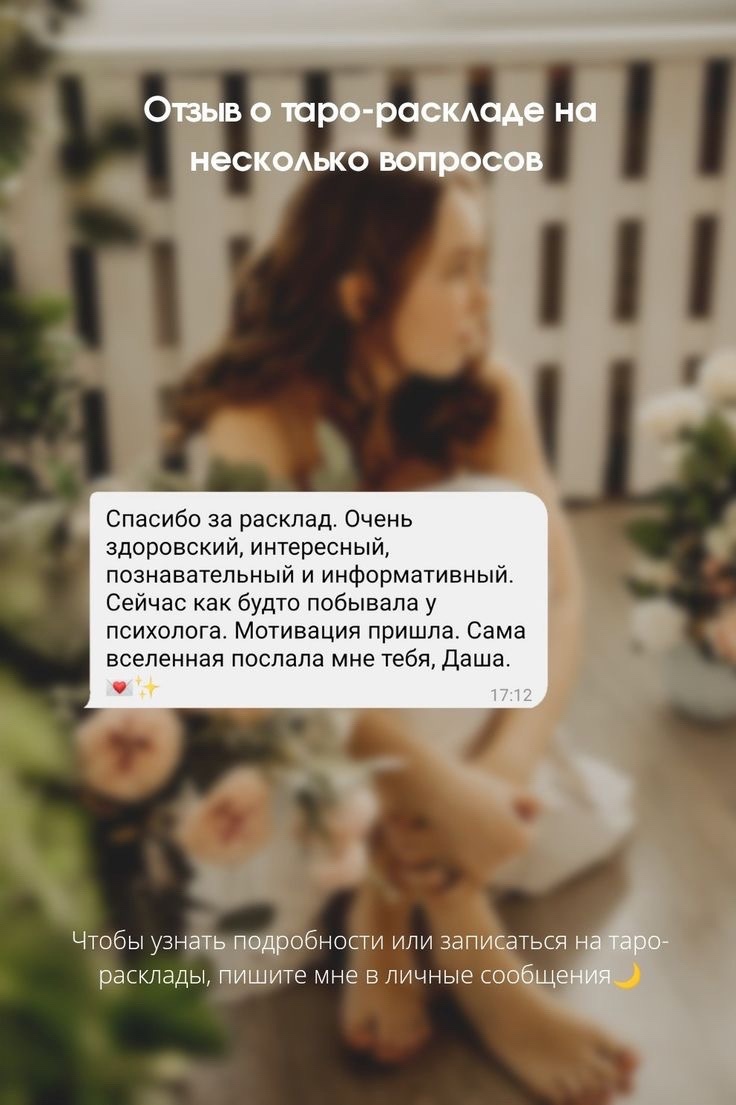 Отзыв о таро-раскладе на
несколько вопросов
Спасибо за расклад. Очень
здоровский, интересный,
познавательный и информативный.
Сейчас как будто побывала у
психолога. Мотивация пришла. Сама
вселенная послала мне тебя, Даша.
💌✨ 17:12
Чтобы узнать подробности или записаться на таро-
расклады, пишите мне в личные сообщения🌙